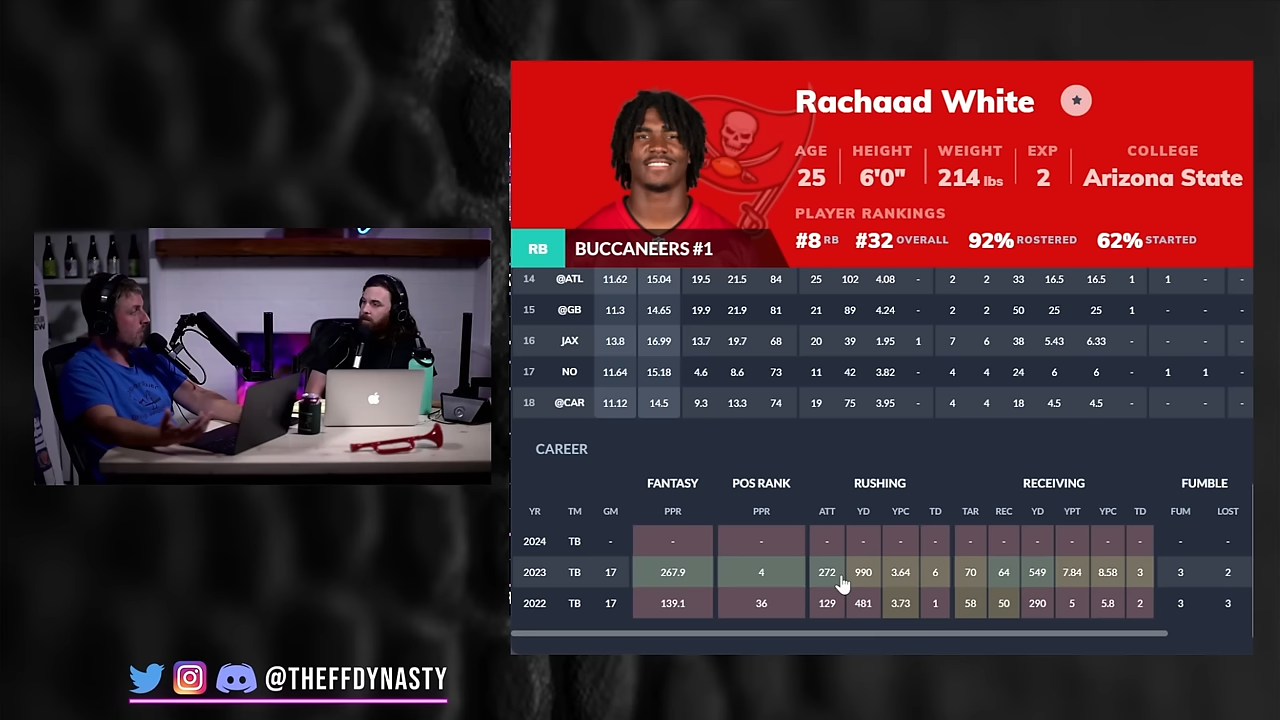 Rachaad White
AGE HEIGHT WEIGHT EXP COLLEGE
25 6'0" 214 lbs 2 Arizona State
PLAYER RANKINGS
#8 RB #32 OVERALL 92% ROSTERED 62% STARTED
RB BUCCANEERS #1
14 @ATL 11.62 15.04 19.5 21.5 84 25 102 4.08 - 2 2 33 16.5 16.5 1 1 - -
15 @GB 11.3 14.65 19.9 21.9 81 21 89 4.24 - 2 2 50 25 25 1 - - -
16 JAX 13.8 16.99 13.7 19.7 68 20 39 1.95 1 7 6 38 5.43 6.33 - - - -
17 NO 11.64 15.18 4.6 8.6 73 11 42 3.82 - 4 4 24 6 6 - 1 1 -
18 @CAR 11.12 14.5 9.3 13.3 74 19 75 3.95 - 4 4 18 4.5 4.5 - - - -
CAREER
FANTASY POS RANK RUSHING RECEIVING FUMBLE
YR TM GM PPR PPR ATT YD YPC TD TAR REC YD YPT YPC TD FUM LOST
2024 TB - - - - - - - - - - - - - - -
2023 TB 17 267.9 4 272 990 3.64 6 70 64 549 7.84 8.58 3 3 2
2022 TB 17 139.1 36 129 481 3.73 1 58 50 290 5 5.8 2 3 3
@THEFFDYNASTY